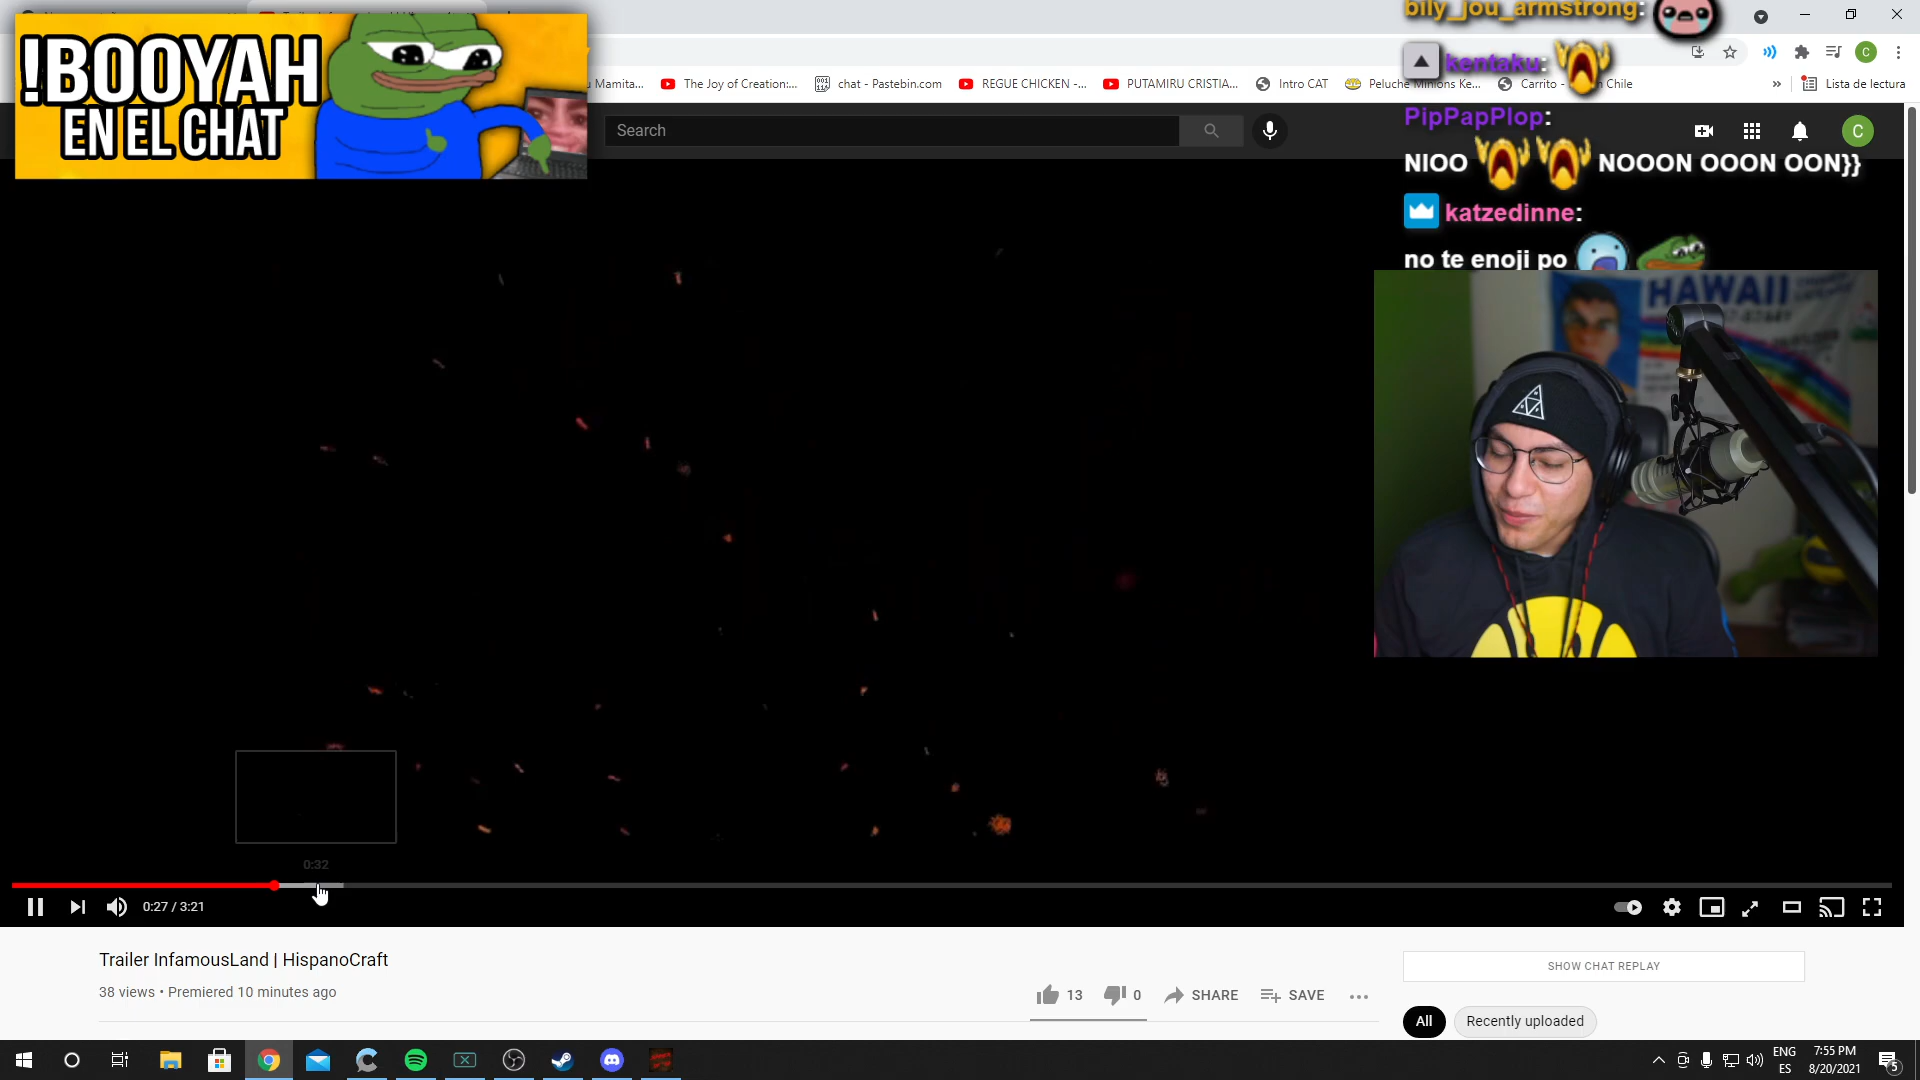 !BOOYAH
EN EL CHAT
bily_jou_armstrong:
kentaku:
Mamita...
The Joy of Creation:...
chat - Pastebin.com
REGUE CHICKEN -...
PUTAMIRU CRISTIA...
Intro CAT
Peluche Minions Ke...
Carrito -
Chile
»
Lista de lectura
C
Search
C
PipPapPlop:
NIOO NOOON OOON OON}}
katzedinne:
no te enoji po
HAWAII
0:32
0:27 / 3:21
Trailer InfamousLand | HispanoCraft
38 views • Premiered 10 minutes ago
13
0
SHARE
SAVE
SHOW CHAT REPLAY
All
Recently uploaded
ENG
ES
7:55 PM
8/20/2021
5